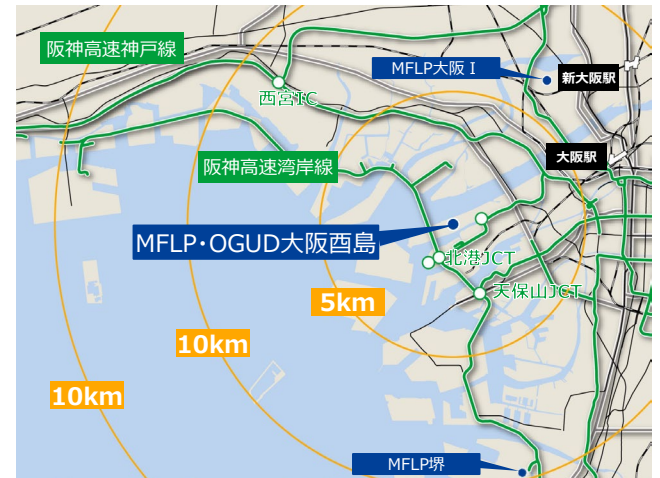 阪神高速神戸線
MFLP大阪Ⅰ
新大阪駅
西宮IC
大阪駅
阪神高速湾岸線
MFLP・OGUD大阪酉島
北港JCT
天保山JCT
5km
10km
10km
MFLP堺